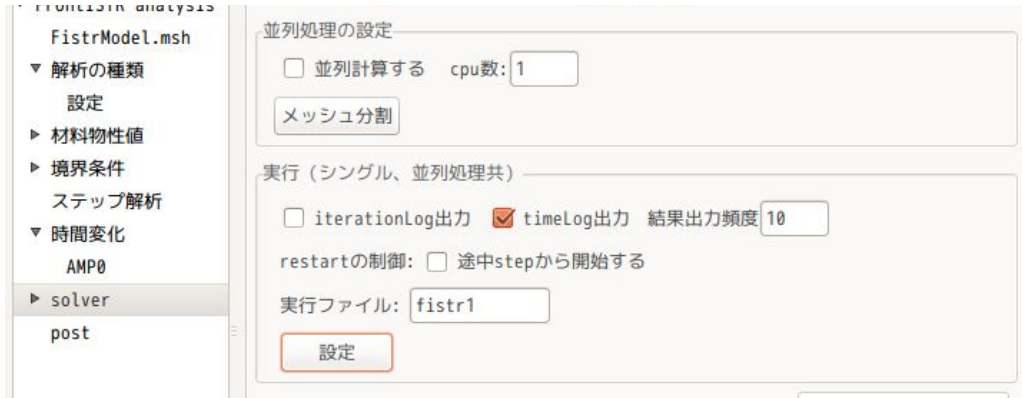 FrontISTR analysis
FistrModel.msh
解析の種類
設定
材料物性値
境界条件
ステップ解析
時間変化
AMP0
solver
post
並列処理の設定
並列計算する cpu数: 1
メッシュ分割
実行 (シングル、並列処理共)
iterationLog出力 timeLog出力 結果出力頻度 10
restartの制御: 途中stepから開始する
実行ファイル: fistr1
設定